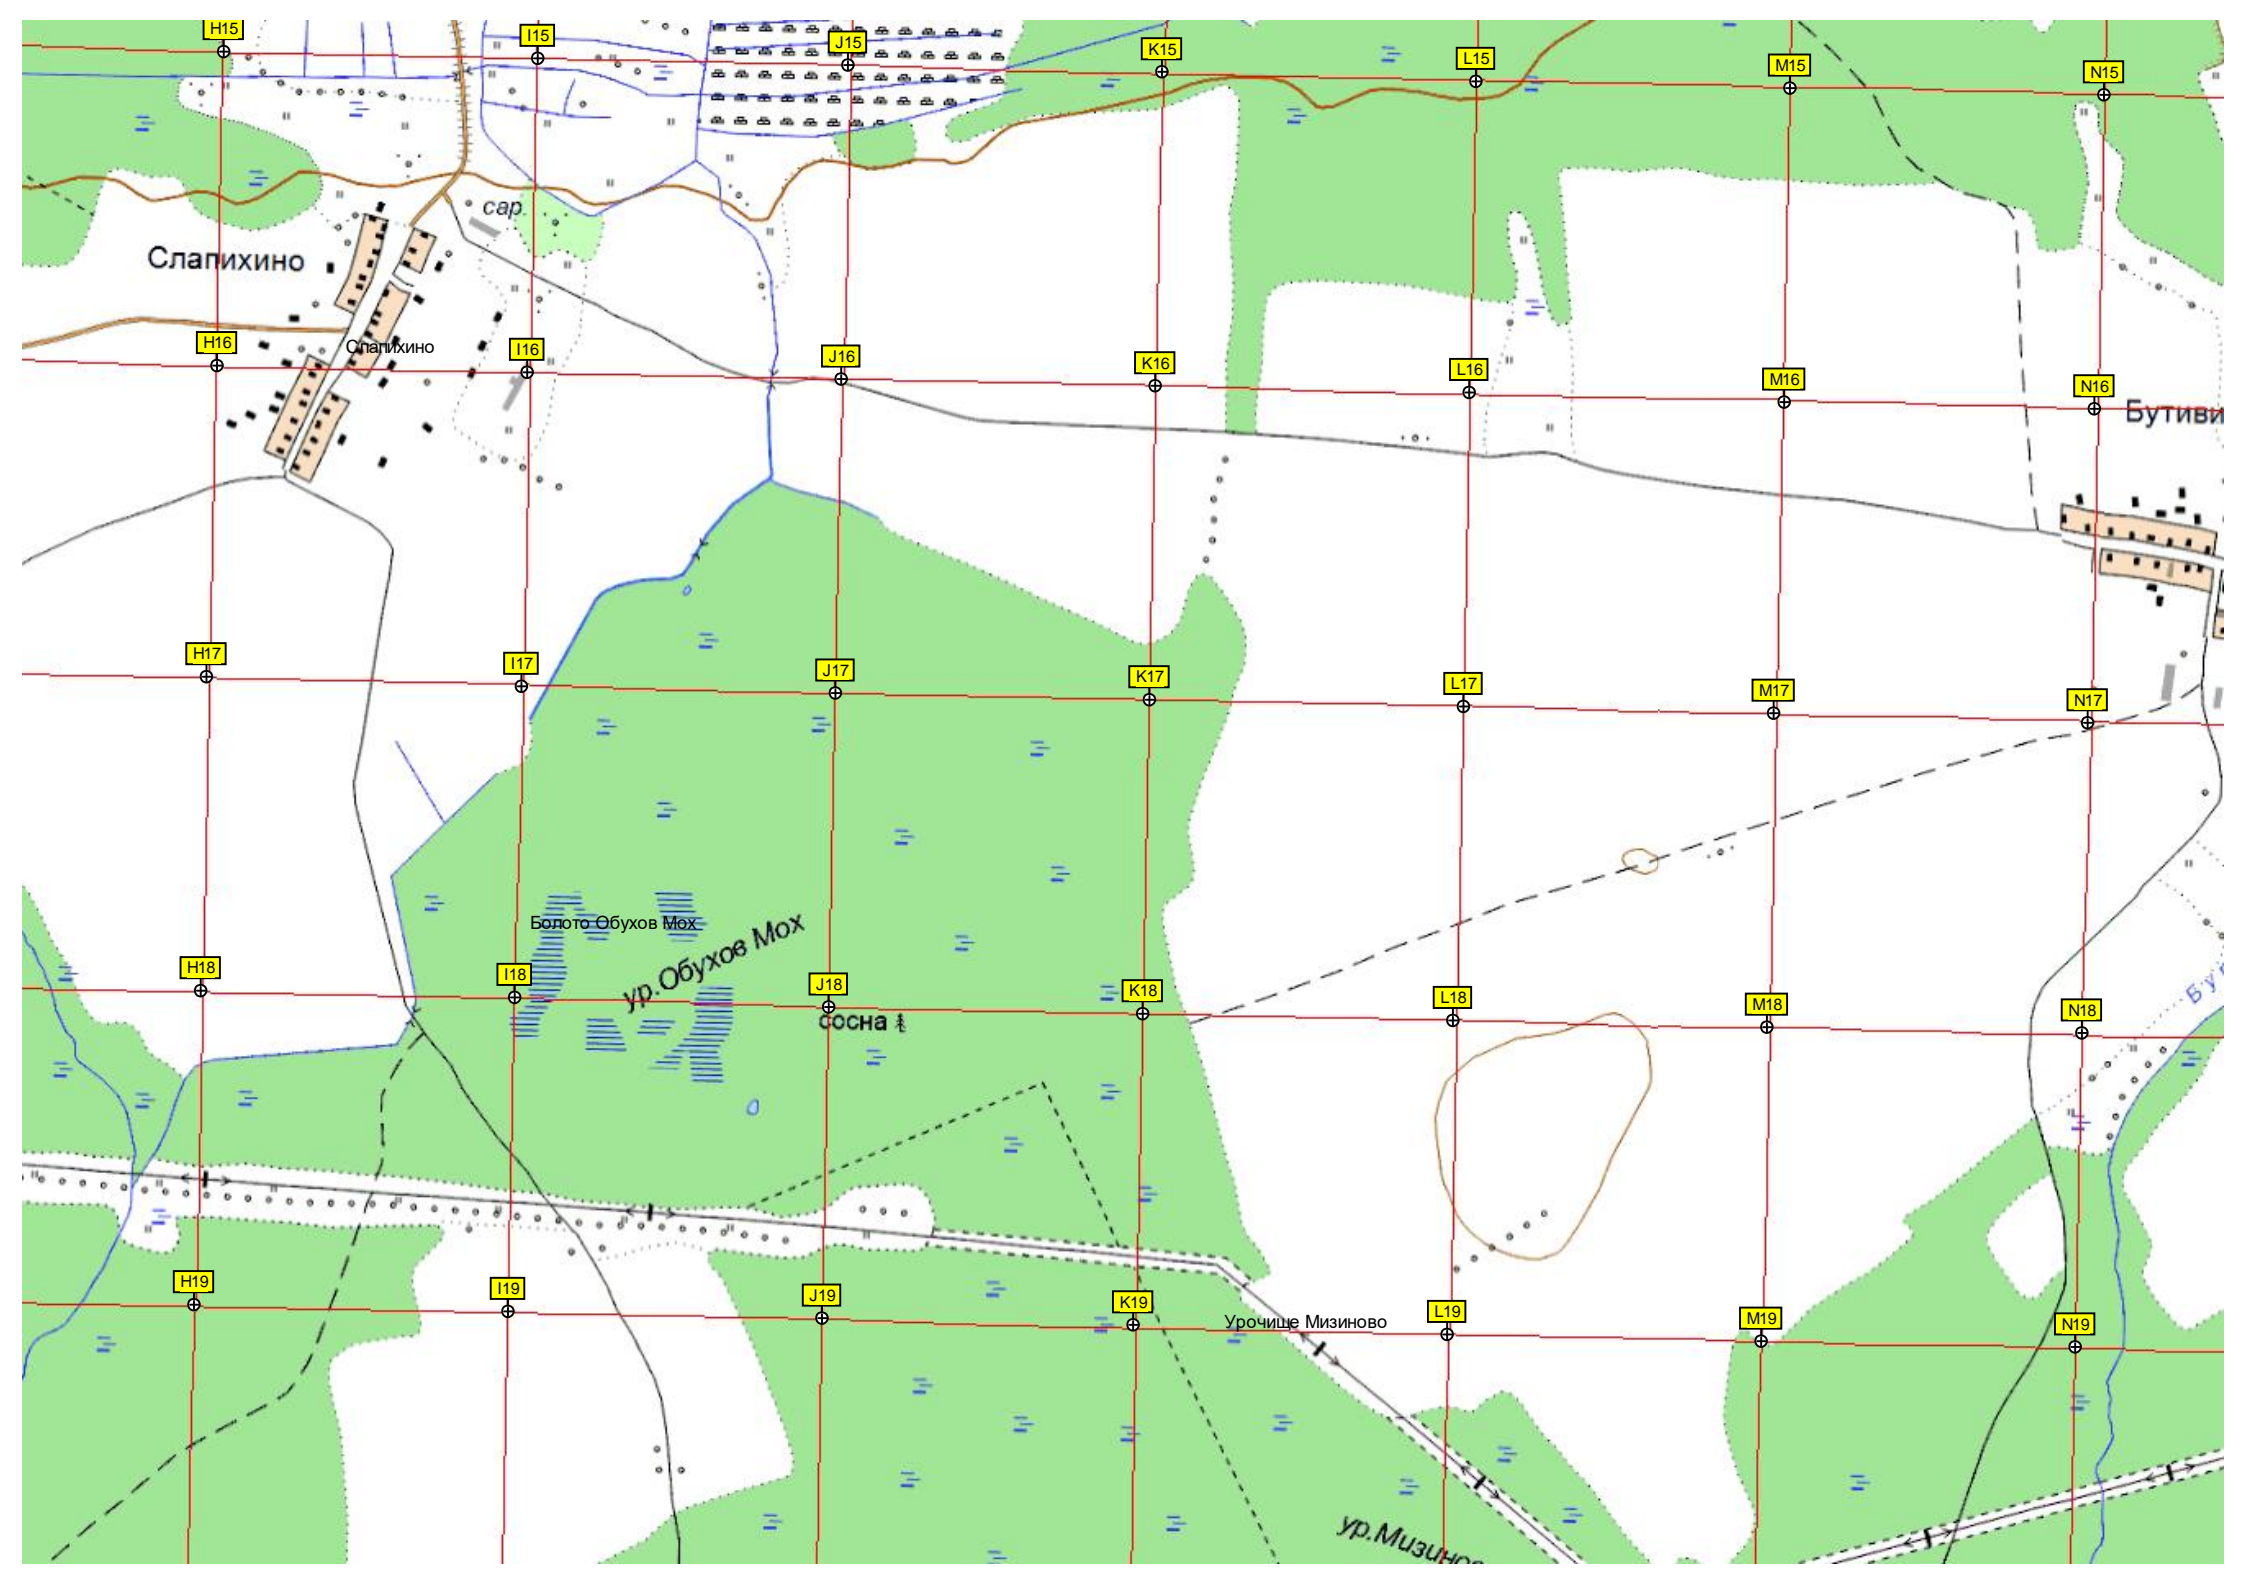 H15
I15
J15
K15
L15
M15
N15
сар.
Слапихино
H16
Слапихино
I16
J16
K16
L16
M16
N16
H17
I17
J17
K17
L17
M17
N17
Болото Обухов Мох
ур.Обухов Мох
H18
I18
J18
K18
L18
M18
N18
сосна
H19
I19
J19
K19
Урочище Мизиново
L19
M19
N19